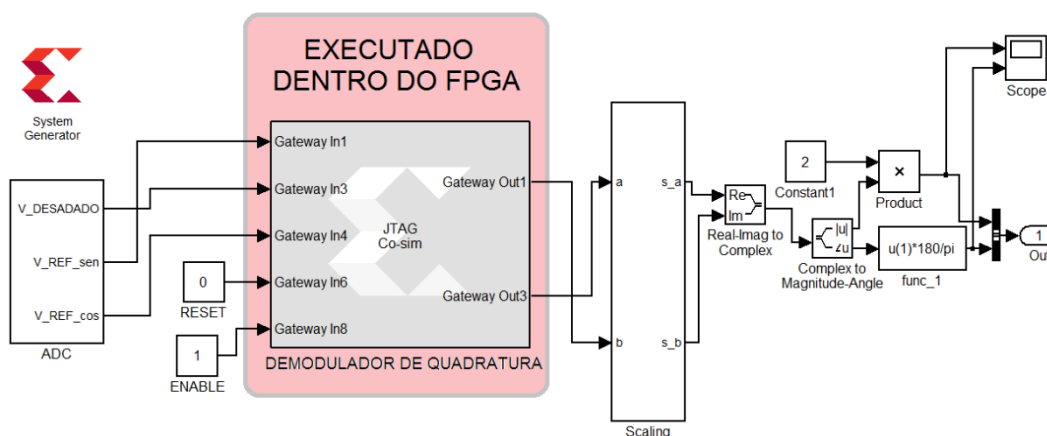 EXECUTADO
DENTRO DO FPGA
System
Generator
V_DESADADO
V_REF_sen
V_REF_cos
ADC
0
RESET
1
ENABLE
Gateway In1
Gateway In3
Gateway In4
Gateway In6
Gateway In8
JTAG
Co-sim
Gateway Out1
Gateway Out3
DEMODULADOR DE QUADRATURA
a
b
s_a
s_b
Scaling
Re
Im
Real-Imag to
Complex
2
Constant1
×
Product
|u|
∠u
Complex to
Magnitude-Angle
u(1)*180/pi
func_1
Scope
1
Out